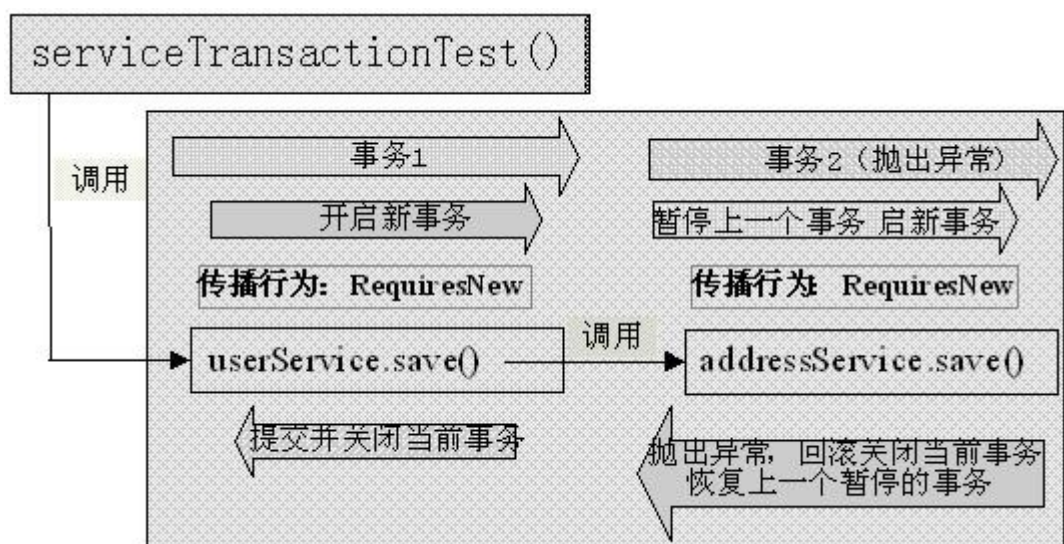 serviceTransactionTest()
调用
事务1
事务2（抛出异常）
开启新事务
暂停上一个事务 启新事务
传播行为：RequiresNew
传播行为：RequiresNew
调用
userService.save()
addressService.save()
提交并关闭当前事务
抛出异常，回滚关闭当前事务
恢复上一个暂停的事务